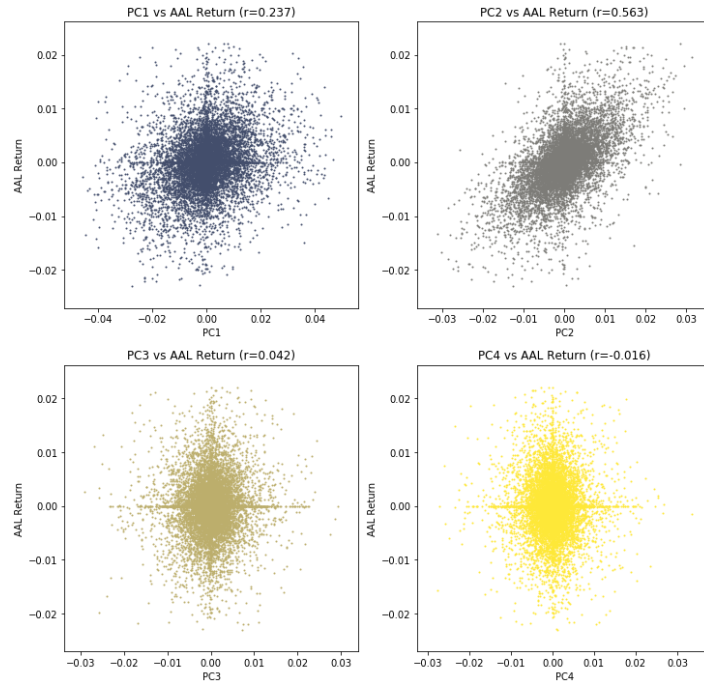 PC1 vs AAL Return (r=0.237)
0.02
0.01
0.00
−0.01
−0.02
AAL Return
−0.04 −0.02 0.00 0.02 0.04
PC1
PC2 vs AAL Return (r=0.563)
0.02
0.01
0.00
−0.01
−0.02
AAL Return
−0.03 −0.02 −0.01 0.00 0.01 0.02 0.03
PC2
PC3 vs AAL Return (r=0.042)
0.02
0.01
0.00
−0.01
−0.02
AAL Return
−0.03 −0.02 −0.01 0.00 0.01 0.02 0.03
PC3
PC4 vs AAL Return (r=-0.016)
0.02
0.01
0.00
−0.01
−0.02
AAL Return
−0.03 −0.02 −0.01 0.00 0.01 0.02 0.03
PC4